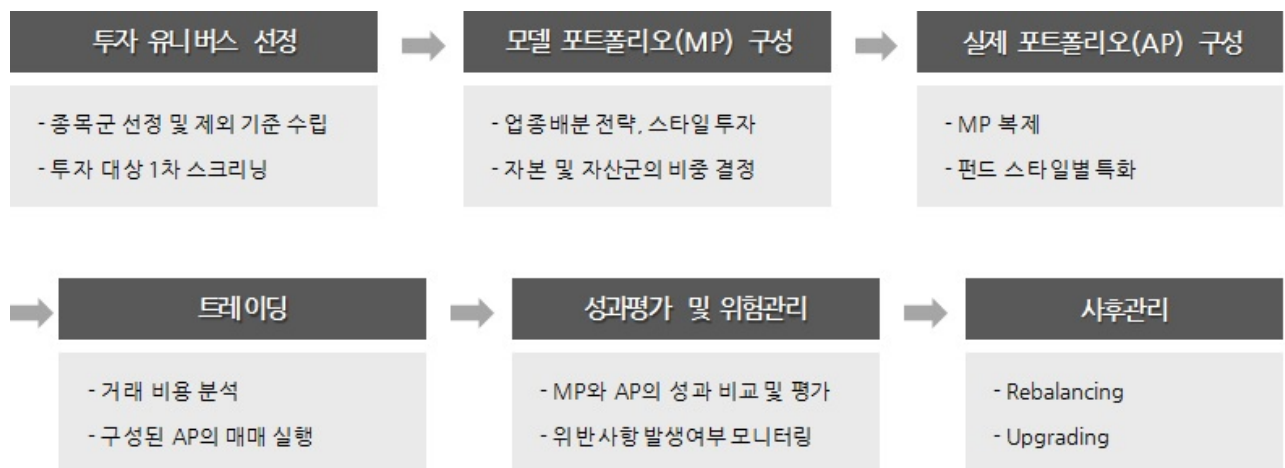 투자 유니버스 선정
- 종목군 선정 및 제외 기준 수립
- 투자 대상 1차 스크리닝
모델 포트폴리오(MP) 구성
- 업종배분 전략, 스타일 투자
- 자본 및 자산군의 비중 결정
실제 포트폴리오(AP) 구성
- MP 복제
- 펀드 스타일별 특화
트레이딩
- 거래 비용 분석
- 구성된 AP의 매매 실행
성과평가 및 위험관리
- MP와 AP의 성과 비교 및 평가
- 위반사항 발생여부 모니터링
사후관리
- Rebalancing
- Upgrading